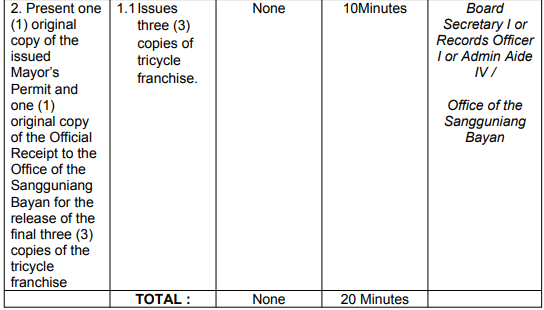 2. Present one
(1) original
copy of the
issued
Mayor's
Permit and
one (1)
original copy
of the Official
Receipt to the
Office of the
Sangguniang
Bayan for the
release of the
final three (3)
copies of the
tricycle
franchise
1.1 Issues
three (3)
copies of
tricycle
franchise.
None
10Minutes
Board
Secretary I or
Records Officer
I or Admin Aide
IV /
Office of the
Sangguniang
Bayan
TOTAL :
None
20 Minutes